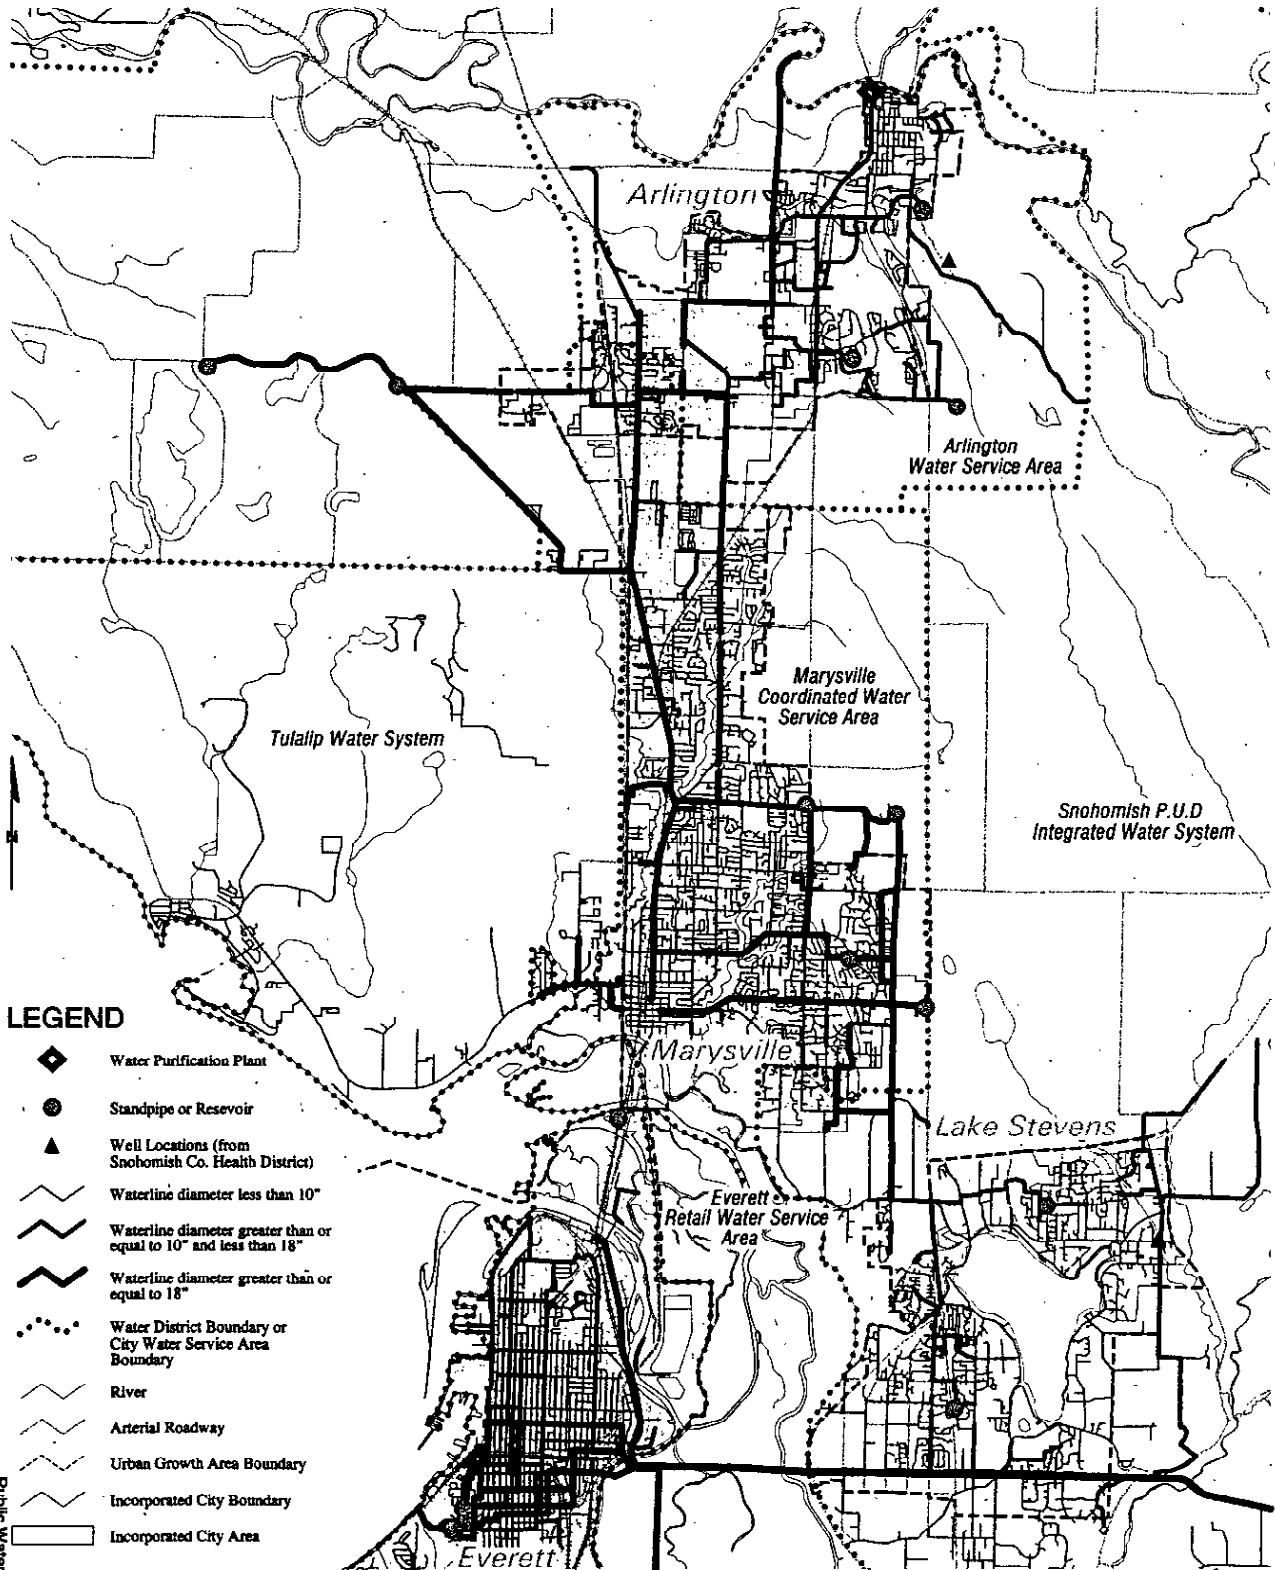 Arlington
Arlington
Water Service Area
Marysville
Coordinated Water
Service Area
Tulalip Water System
Snohomish P.U.D
Integrated Water System
N
Marysville
Lake Stevens
Everett
Retail Water Service
Area
Everett
LEGEND
Water Purification Plant
Standpipe or Resevoir
Well Locations (from
Snohomish Co. Health District)
Waterline diameter less than 10"
Waterline diameter greater than or
equal to 10" and less than 18"
Waterline diameter greater than or
equal to 18"
Water District Boundary or
City Water Service Area
Boundary
River
Arterial Roadway
Urban Growth Area Boundary
Incorporated City Boundary
Incorporated City Area
Public Water